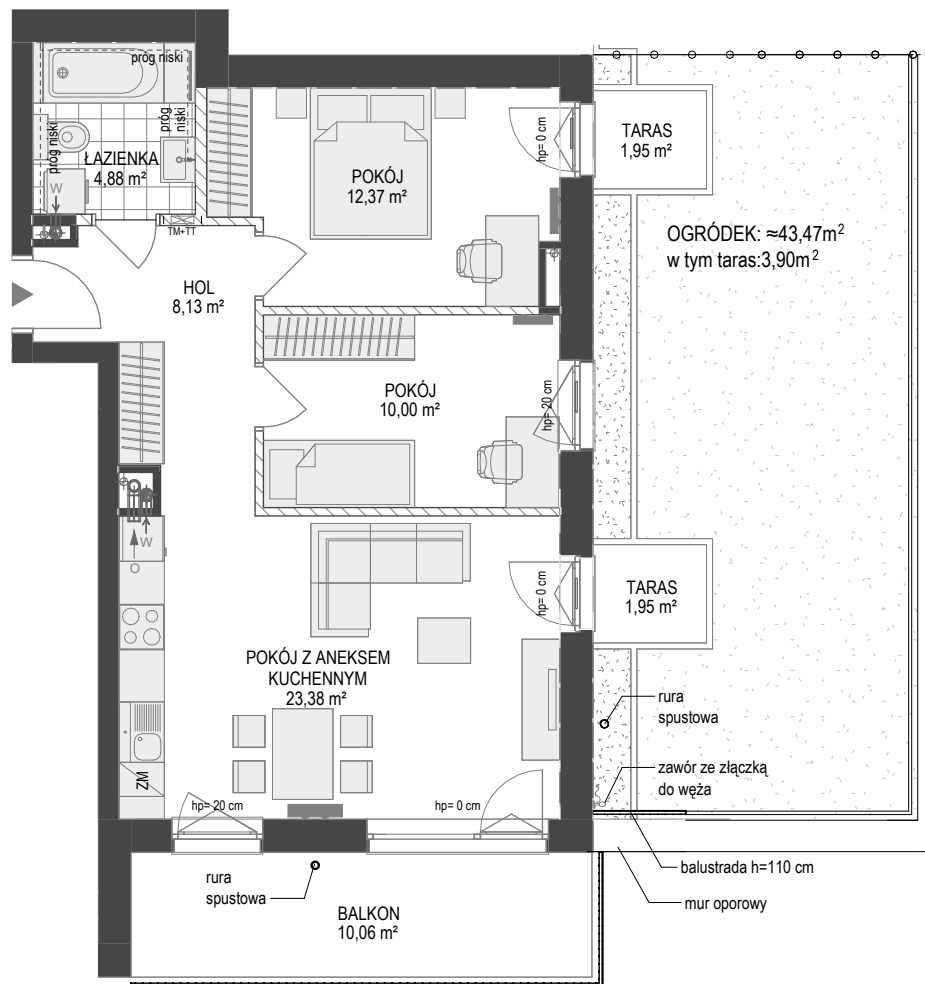 próg niski
próg
niski
próg niski
ŁAZIENKA
4,88 m²
W
TM+TT
POKÓJ
12,37 m²
hp= 0 cm
TARAS
1,95 m²
OGRÓDEK: ≈43,47m²
w tym taras:3,90m²
HOL
8,13 m²
POKÓJ
10,00 m²
hp= 20 cm
W
O
hp= 0 cm
TARAS
1,95 m²
POKÓJ Z ANEKSEM
KUCHENNYM
23,38 m²
rura
spustowa
zawór ze złączką
do węża
ZM
hp= 20 cm
hp= 0 cm
balustrada h=110 cm
rura
spustowa
mur oporowy
BALKON
10,06 m²